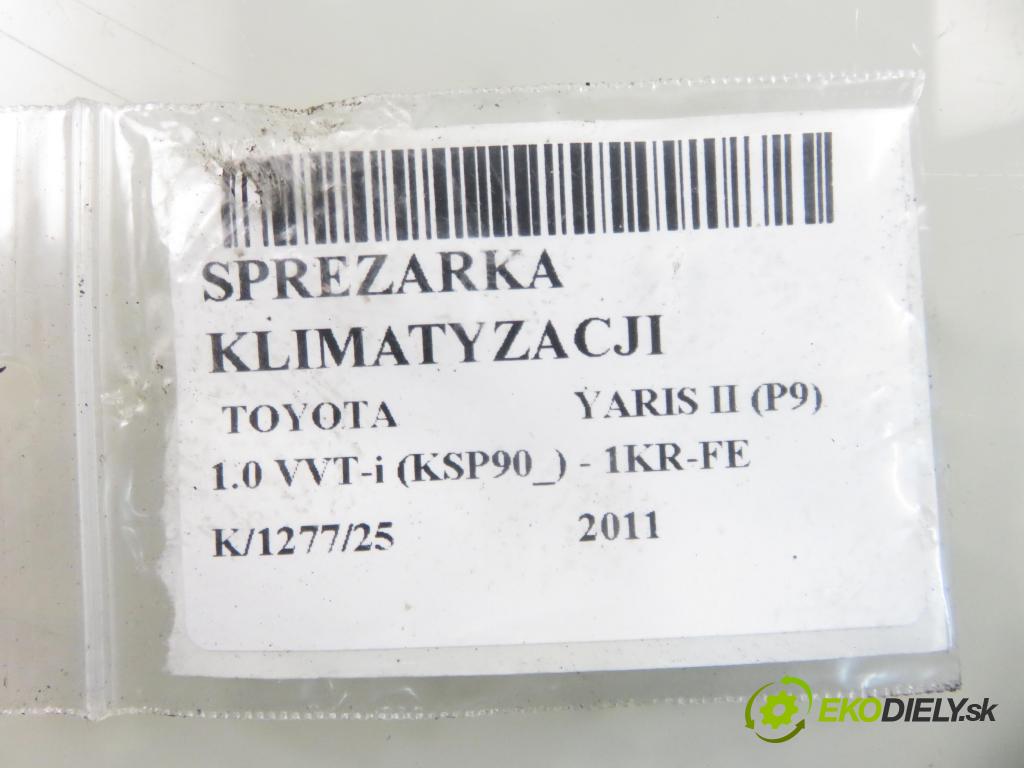 SPREZARKA
KLIMATYZACJI
TOYOTA YARIS II (P9)
1.0 VVT-i (KSP90_) - 1KR-FE
K/1277/25 2011
EKODIELY.sk